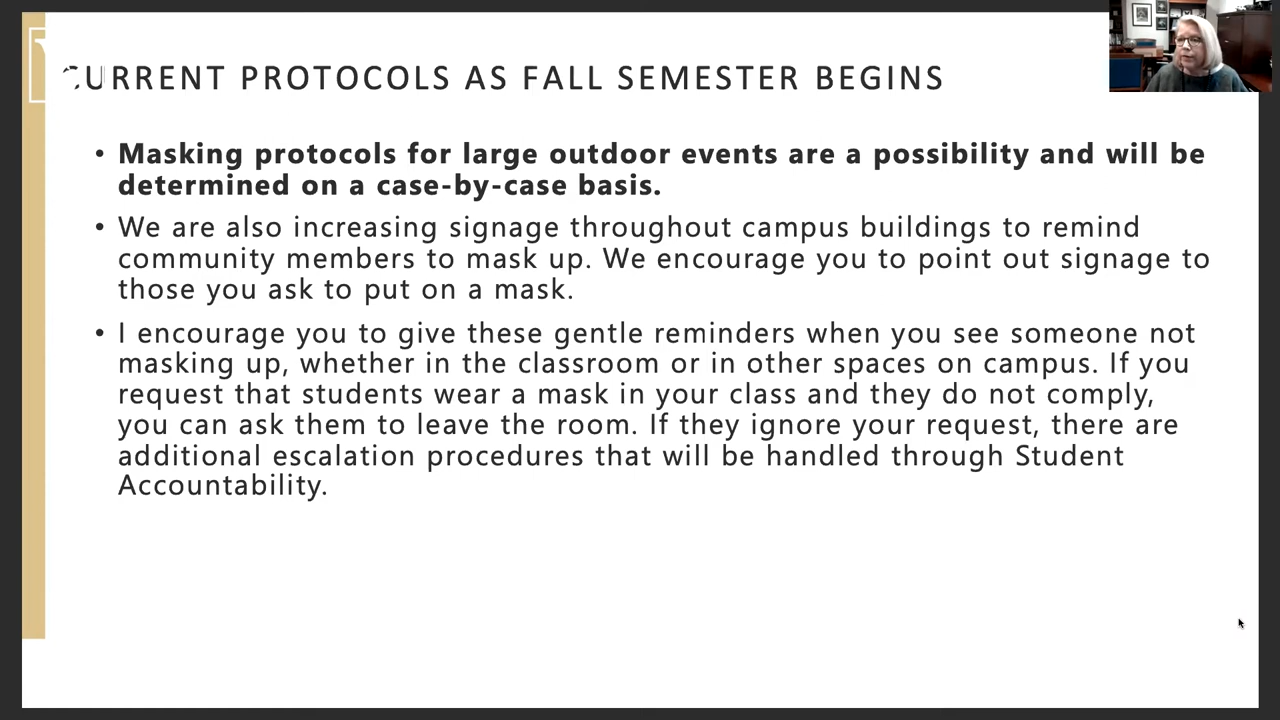 CURRENT PROTOCOLS AS FALL SEMESTER BEGINS
• Masking protocols for large outdoor events are a possibility and will be
determined on a case-by-case basis.
• We are also increasing signage throughout campus buildings to remind
community members to mask up. We encourage you to point out signage to
those you ask to put on a mask.
• I encourage you to give these gentle reminders when you see someone not
masking up, whether in the classroom or in other spaces on campus. If you
request that students wear a mask in your class and they do not comply,
you can ask them to leave the room. If they ignore your request, there are
additional escalation procedures that will be handled through Student
Accountability.